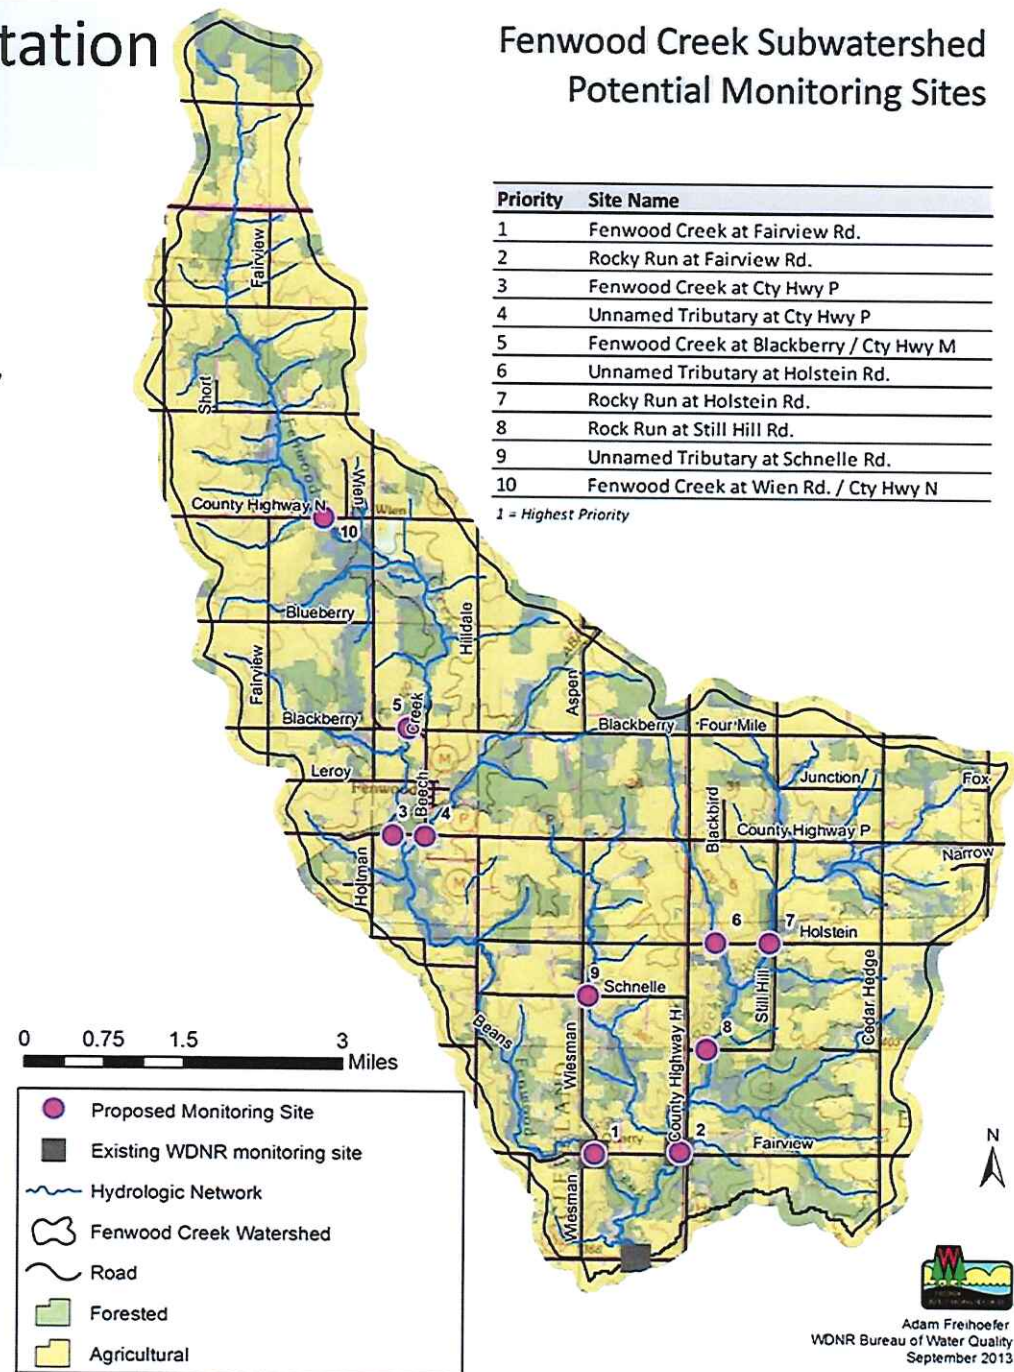 tation
Fenwood Creek Subwatershed
Potential Monitoring Sites
Priority Site Name
1 Fenwood Creek at Fairview Rd.
2 Rocky Run at Fairview Rd.
3 Fenwood Creek at Cty Hwy P
4 Unnamed Tributary at Cty Hwy P
5 Fenwood Creek at Blackberry / Cty Hwy M
6 Unnamed Tributary at Holstein Rd.
7 Rocky Run at Holstein Rd.
8 Rock Run at Still Hill Rd.
9 Unnamed Tributary at Schnelle Rd.
10 Fenwood Creek at Wien Rd. / Cty Hwy N
1 = Highest Priority
Fairview
Short
Fenwood
Wien
County Highway N
Wien
10
Blueberry
Hilldale
Fairview
Aspen
5
Creek
Blackberry
Blackberry
Four Mile
M
Leroy
Junction
Fox
Fenwood
Beech
Blackbird
3
4
P
P
County Highway P
Narrow
Holtman
M
6
7
Holstein
9
Schnelle
Still Hill
Cedar Hedge
Beans
Wiesman
County Highway H
8
Fenwood
1
2
Fairview
Wiesman
0 0.75 1.5 3
Miles
Proposed Monitoring Site
Existing WDNR monitoring site
Hydrologic Network
Fenwood Creek Watershed
Road
Forested
Agricultural
N
W
Adam Freihoefer
WDNR Bureau of Water Quality
September 2013